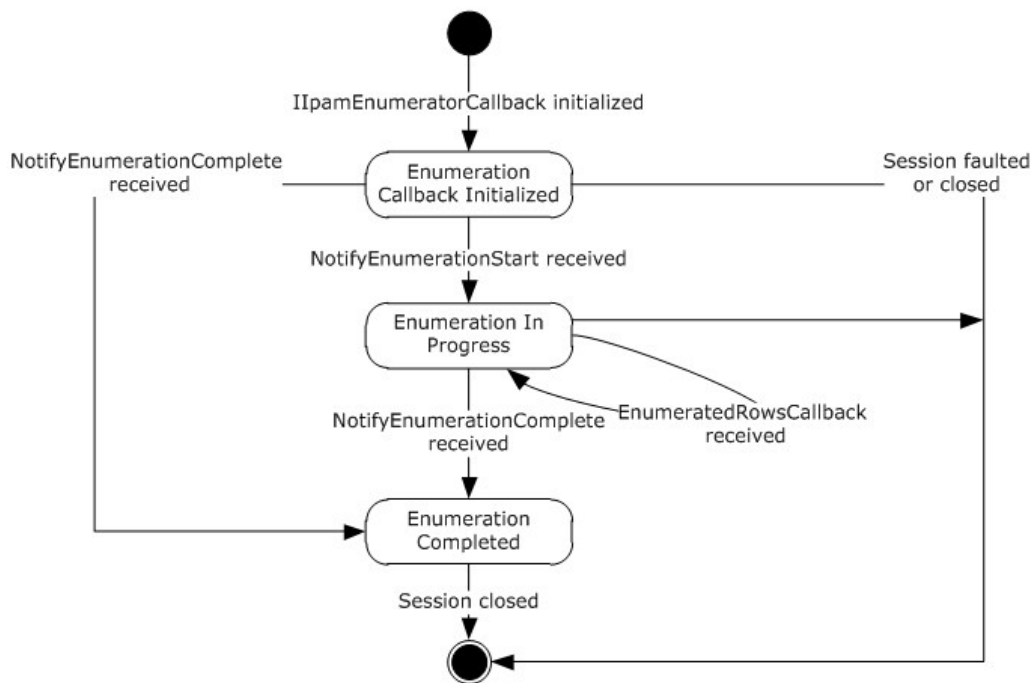 IIpamEnumeratorCallback initialized
NotifyEnumerationComplete
received
Enumeration
Callback Initialized
Session faulted
or closed
NotifyEnumerationStart received
Enumeration In
Progress
NotifyEnumerationComplete
received
EnumeratedRowsCallback
received
Enumeration
Completed
Session closed